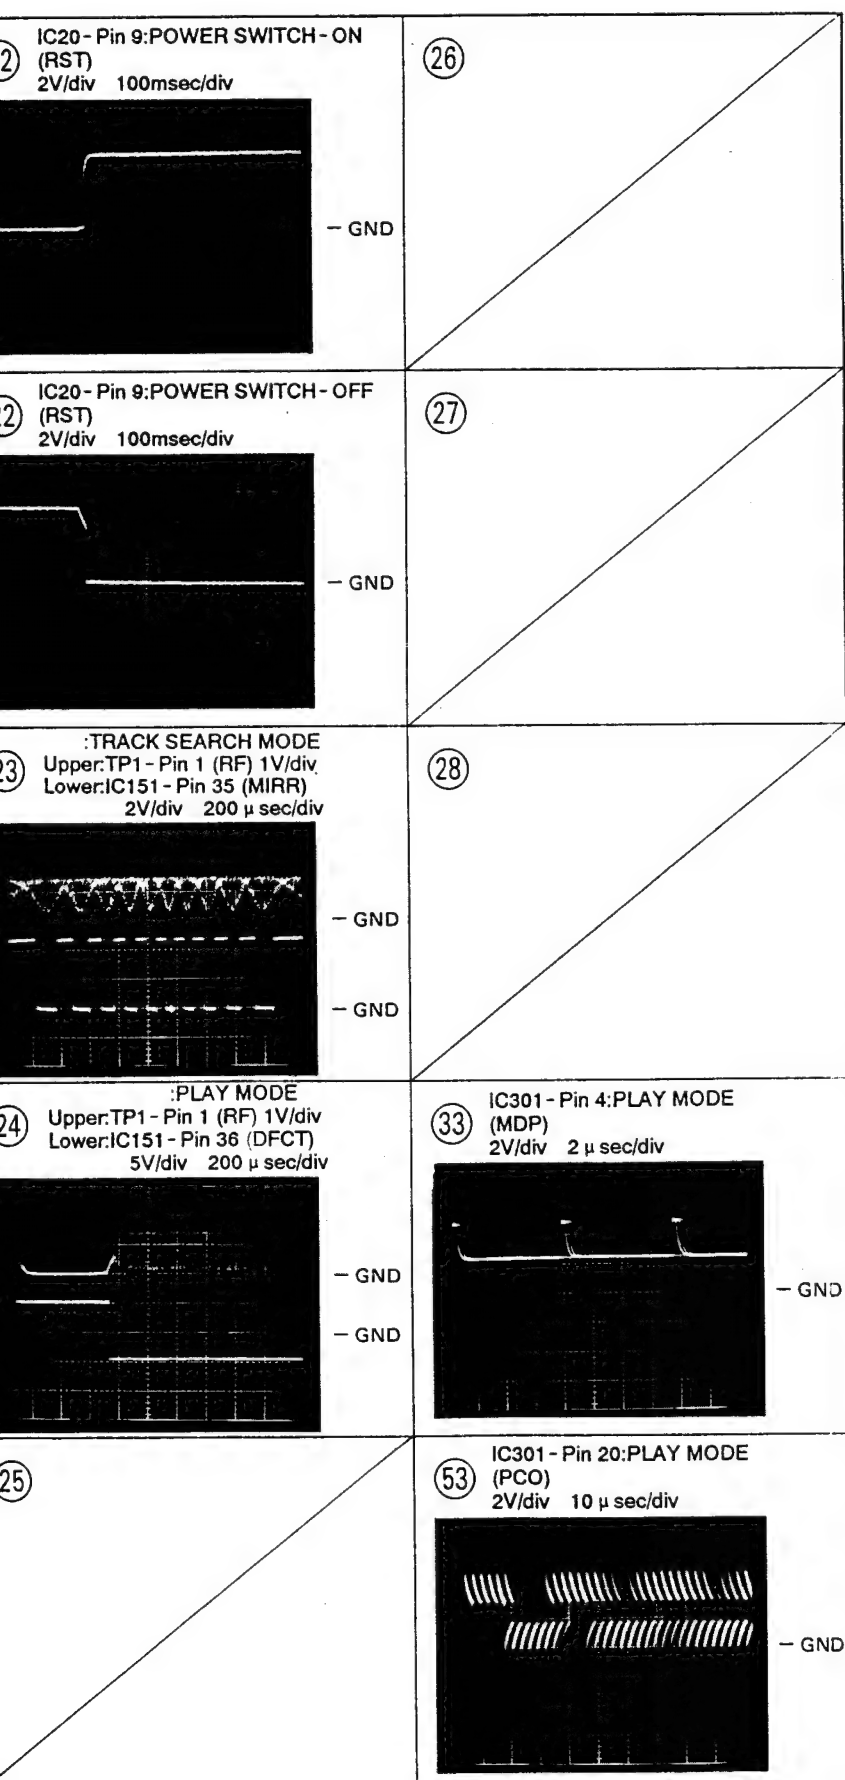 IC20 - Pin 9:POWER SWITCH - ON
(RST)
2V/div 100msec/div
- GND
26
22
IC20 - Pin 9:POWER SWITCH - OFF
(RST)
2V/div 100msec/div
- GND
27
23
:TRACK SEARCH MODE
Upper:TP1 - Pin 1 (RF) 1V/div
Lower:IC151 - Pin 35 (MIRR)
2V/div 200 μ sec/div
- GND
- GND
28
24
:PLAY MODE
Upper:TP1 - Pin 1 (RF) 1V/div
Lower:IC151 - Pin 36 (DFCT)
5V/div 200 μ sec/div
- GND
- GND
33
IC301 - Pin 4:PLAY MODE
(MDP)
2V/div 2 μ sec/div
- GND
25
53
IC301 - Pin 20:PLAY MODE
(PCO)
2V/div 10 μ sec/div
- GND